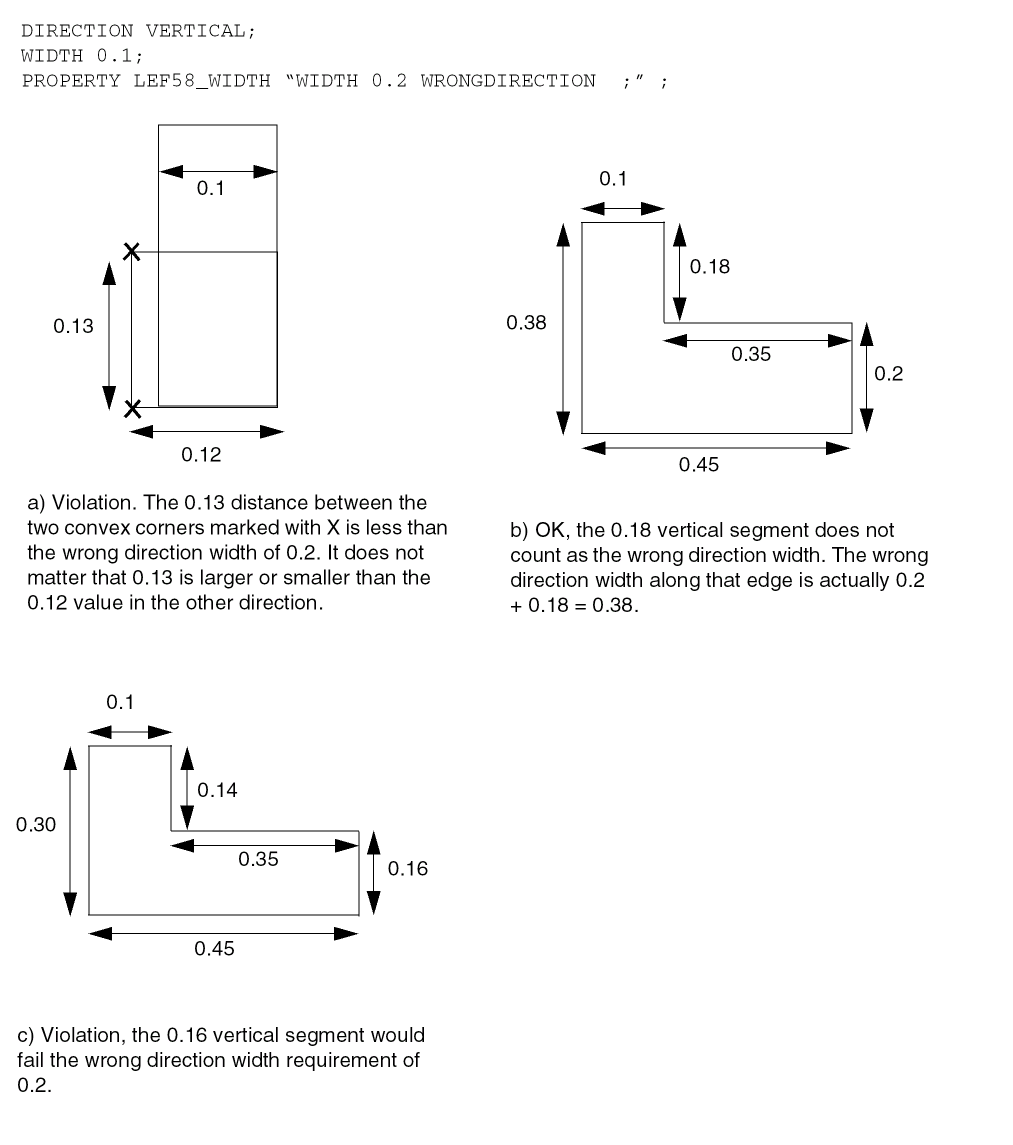 DIRECTION VERTICAL;
WIDTH 0.1;
PROPERTY LEF58_WIDTH “WIDTH 0.2 WRONGDIRECTION ;” ;
0.1
0.13
0.12
a) Violation. The 0.13 distance between the
two convex corners marked with X is less than
the wrong direction width of 0.2. It does not
matter that 0.13 is larger or smaller than the
0.12 value in the other direction.
0.1
0.18
0.38
0.35
0.2
0.45
b) OK, the 0.18 vertical segment does not
count as the wrong direction width. The wrong
direction width along that edge is actually 0.2
+ 0.18 = 0.38.
0.1
0.14
0.30
0.35
0.16
0.45
c) Violation, the 0.16 vertical segment would
fail the wrong direction width requirement of
0.2.